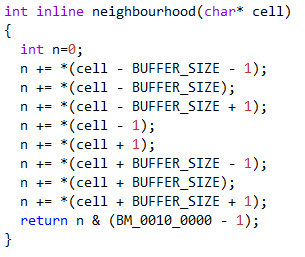 int inline neighbourhood(char* cell)
{
  int n=0;
  n += *(cell - BUFFER_SIZE - 1);
  n += *(cell - BUFFER_SIZE);
  n += *(cell - BUFFER_SIZE + 1);
  n += *(cell - 1);
  n += *(cell + 1);
  n += *(cell + BUFFER_SIZE - 1);
  n += *(cell + BUFFER_SIZE);
  n += *(cell + BUFFER_SIZE + 1);
  return n & (BM_0010_0000 - 1);
}